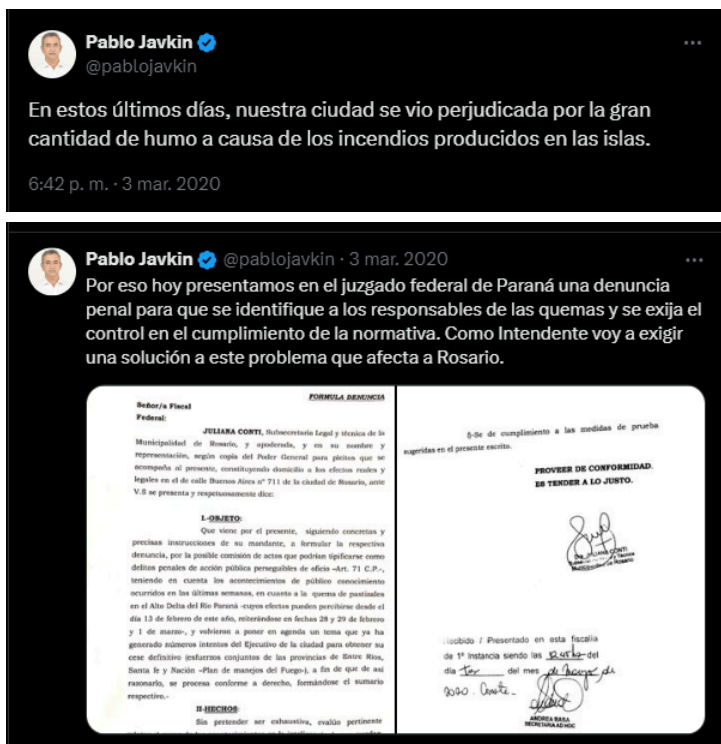 Pablo Javkin
@pablojavkin
En estos últimos días, nuestra ciudad se vio perjudicada por la gran
cantidad de humo a causa de los incendios producidos en las islas.
6:42 p. m. · 3 mar. 2020
Pablo Javkin @pablojavkin · 3 mar. 2020
Por eso hoy presentamos en el juzgado federal de Paraná una denuncia
penal para que se identifique a los responsables de las quemas y se exija el
control en el cumplimiento de la normativa. Como Intendente voy a exigir
una solución a este problema que afecta a Rosario.
FORMULA DENUNCIA
Señor/a Fiscal
Federal:
JULIANA CONTI, Subsecretaria Legal y técnica de la
Municipalidad de Rosario, y apoderada, y en su nombre y
representación, según copia del Poder General para pleitos que se
acompaña al presente, constituyendo domicilio a los efectos reales y
legales en el de calle Buenos Aires nº 711 de la ciudad de Rosario, ante
V.S se presenta y respetuosamente dice:
I.-OBJETO:
Que viene por el presente, siguiendo concretas y
precisas instrucciones de su mandante, a formular la respectiva
denuncia, por la posible comisión de actos que podrían tipificarse como
delitos penales de acción pública perseguibles de oficio -Art. 71 C.P.-,
teniendo en cuenta los acontecimientos de público conocimiento
ocurridos en las últimas semanas, en cuanto a la quema de pastizales
en el Alto Delta del Río Paraná -cuyos efectos pueden percibirse desde el
día 13 de febrero de este año, reiterándose en fechas 28 y 29 de febrero
y 1 de marzo-, y volvieron a poner en agenda un tema que ya ha
generado números intentos del Ejecutivo de la ciudad para obtener su
cese definitivo (esfuerzos conjuntos de las provincias de Entre Ríos,
Santa fe y Nación -Plan de manejos del Fuego-), a fin de que de así
razonarlo, se procesa conforme a derecho, formándose el sumario
respectivo.-
II-HECHOS:
Sin pretender ser exhaustiva, evalúo pertinente
§-Se de cumplimiento a las medidas de prueba
sugeridas en el presente escrito.
PROVEER DE CONFORMIDAD.
ES TENDER A LO JUSTO.
JULIANA CONTI
Municipalidad de Rosario
Recibido / Presentado en esta fiscalía
de 1ª Instancia siendo las del
día del mes de Marzo de
2020. Conste.
ANDREA BASA
SECRETARIA AD HOC